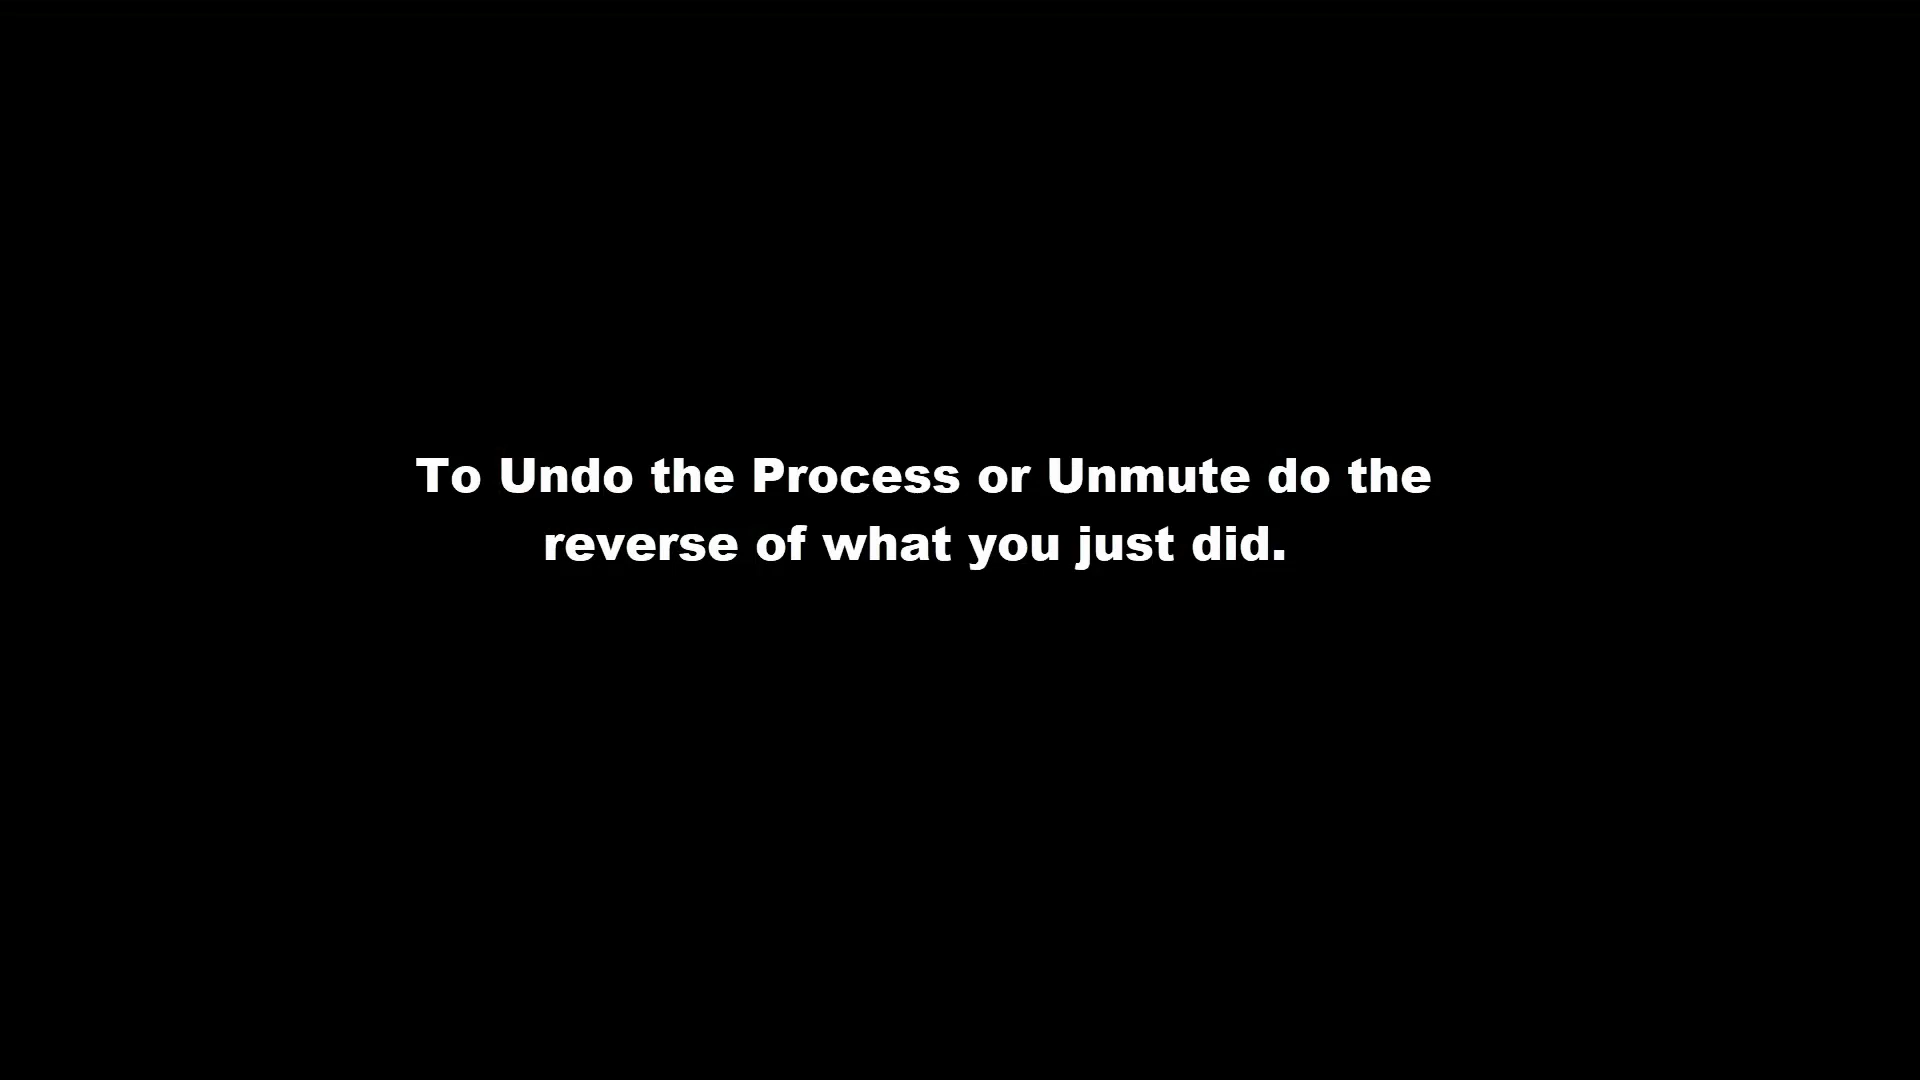 To Undo the Process or Unmute do the
reverse of what you just did.